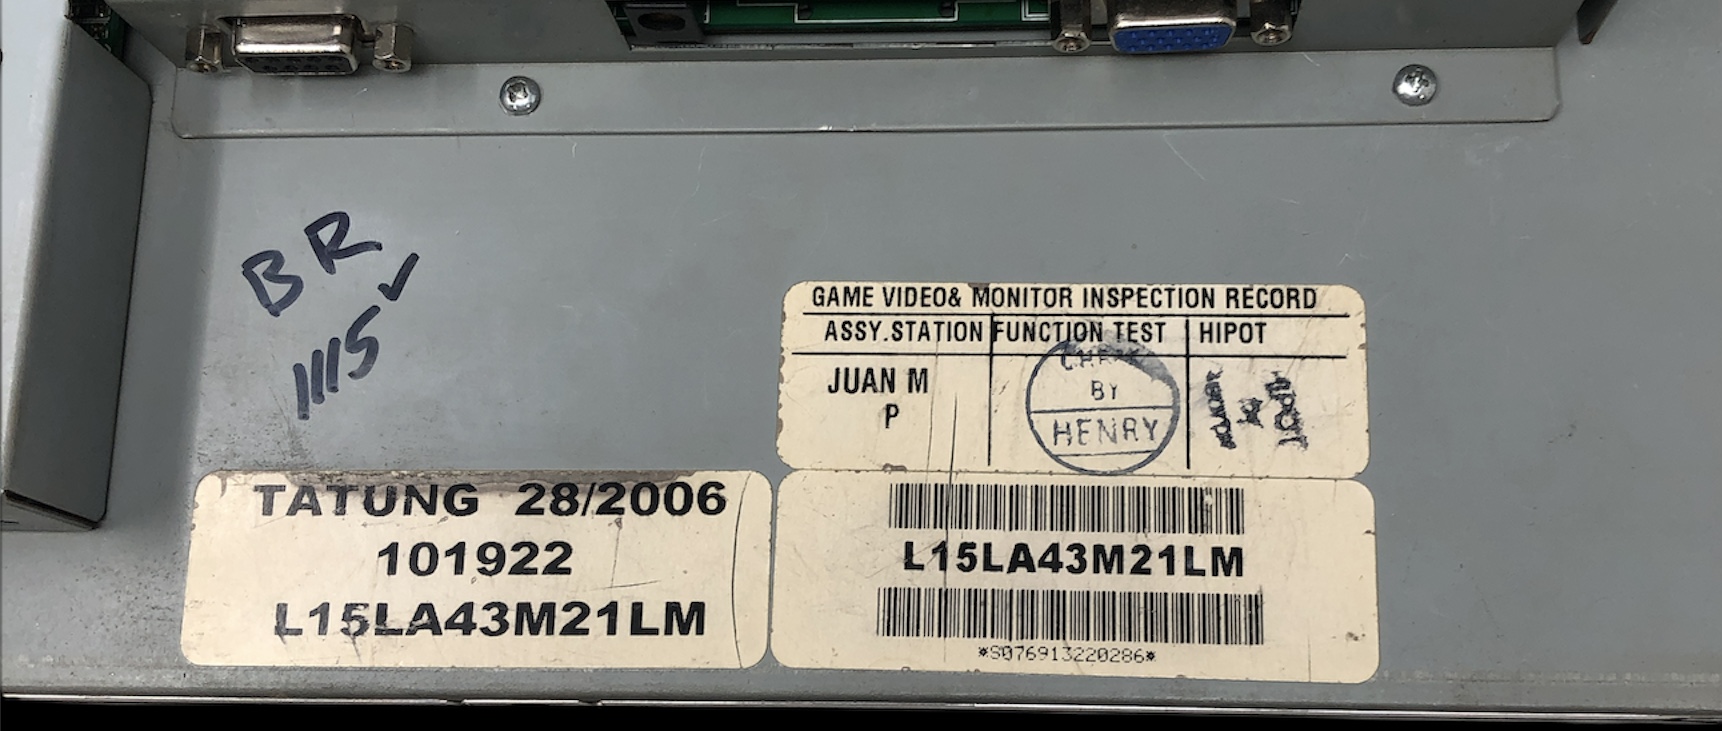 BR
1115 ✓
GAME VIDEO& MONITOR INSPECTION RECORD
ASSY.STATION FUNCTION TEST HIPOT
JUAN M
P
BY
HENRY
TATUNG 28/2006
101922
L15LA43M21LM
L15LA43M21LM
*S076913220286*